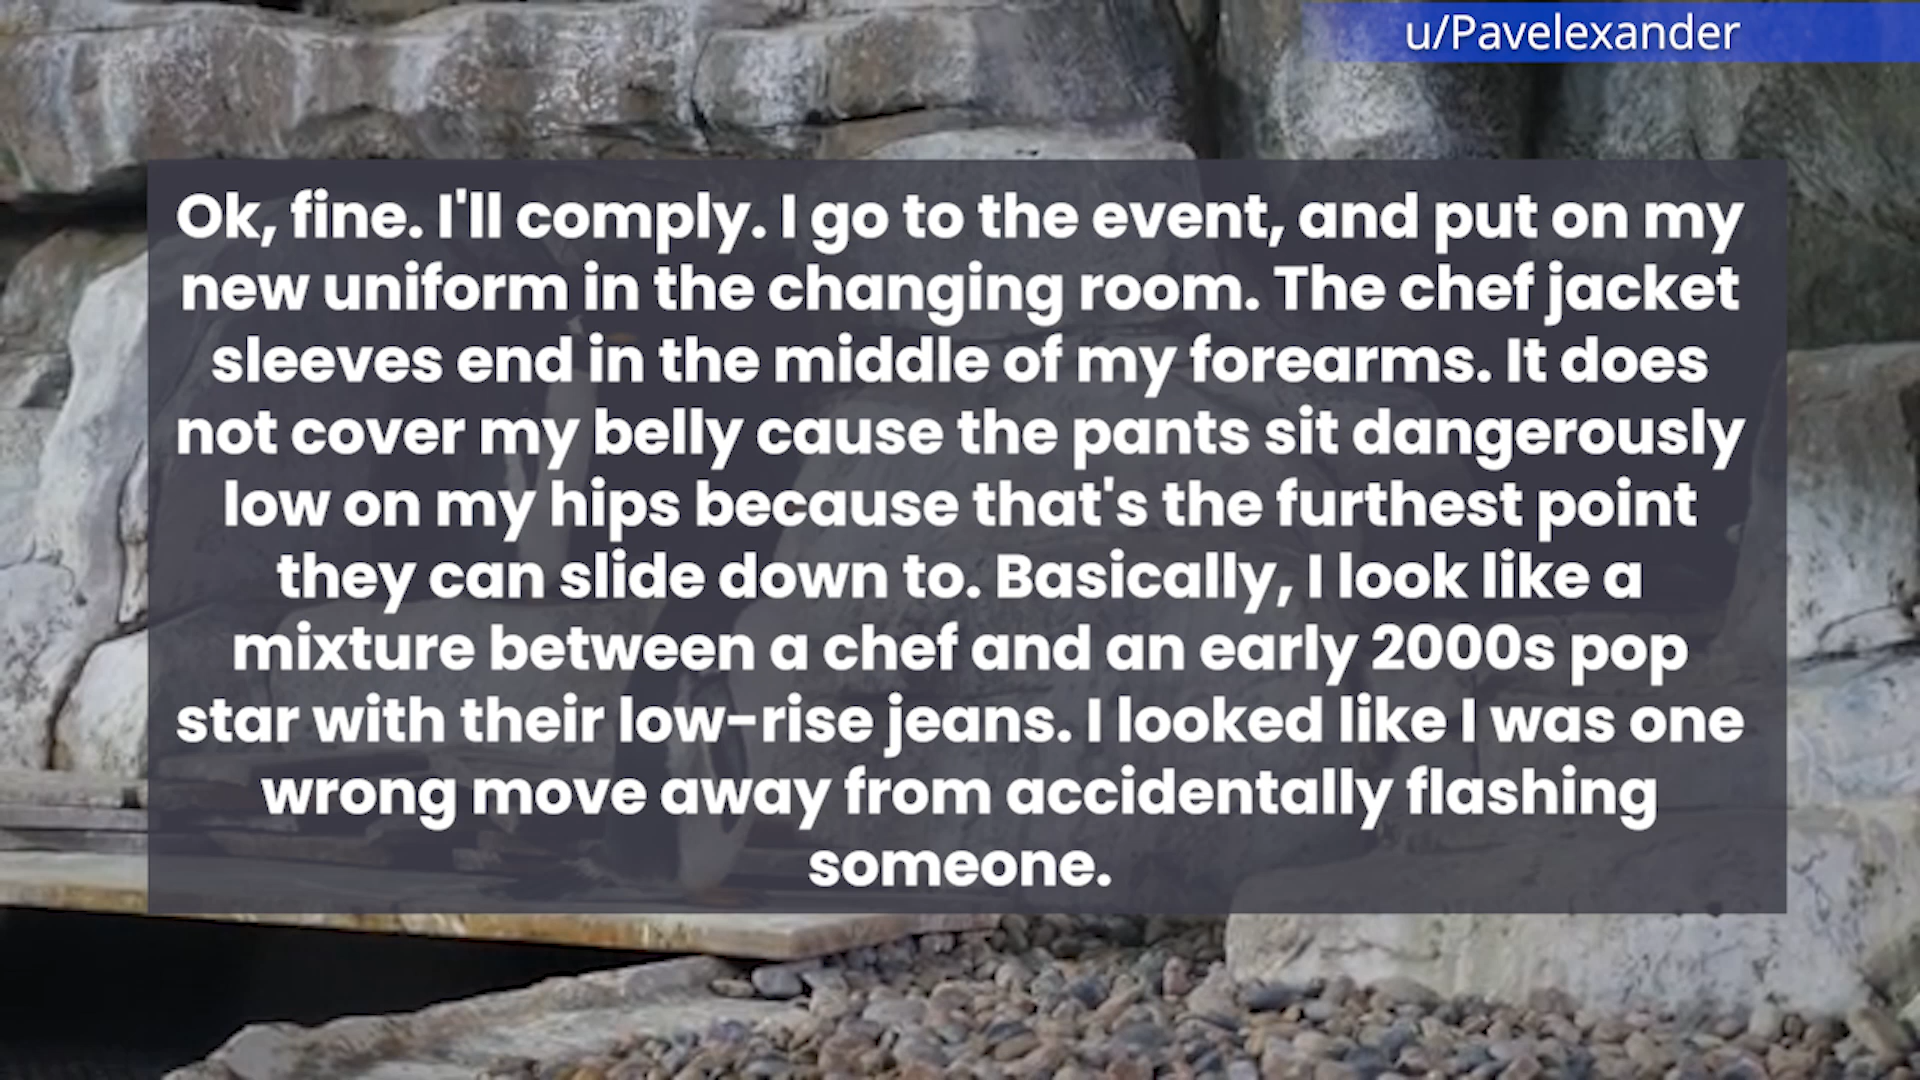 u/Pavelexander
Ok, fine. I'll comply. I go to the event, and put on my
new uniform in the changing room. The chef jacket
sleeves end in the middle of my forearms. It does
not cover my belly cause the pants sit dangerously
low on my hips because that's the furthest point
they can slide down to. Basically, I look like a
mixture between a chef and an early 2000s pop
star with their low-rise jeans. I looked like I was one
wrong move away from accidentally flashing
someone.